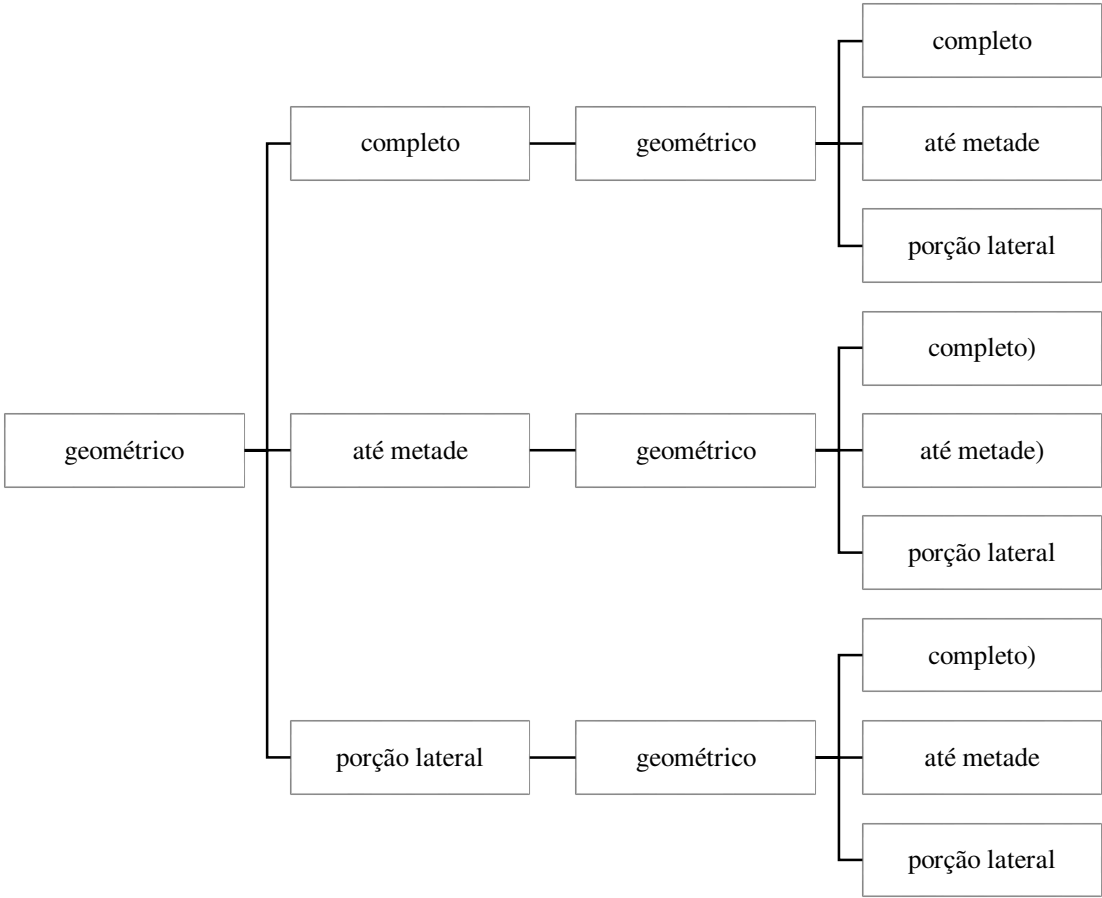 completo
completo
geométrico
até metade
porção lateral
completo)
geométrico
até metade
geométrico
até metade)
porção lateral
completo)
porção lateral
geométrico
até metade
porção lateral